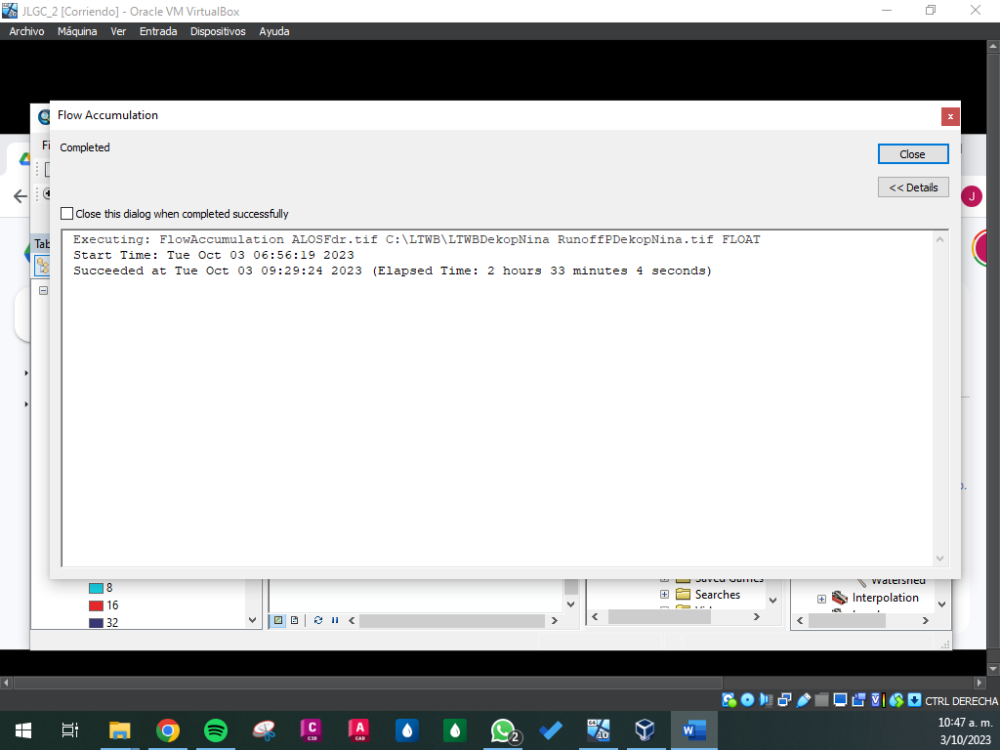 JLGC_2 [Corriendo] - Oracle VM VirtualBox
Archivo Máquina Ver Entrada Dispositivos Ayuda
Flow Accumulation
Completed
Close
<< Details
Close this dialog when completed successfully
Executing: FlowAccumulation ALOSFdr.tif C:\LTWB\LTWBDekopNina RunoffPDekopNina.tif FLOAT
Start Time: Tue Oct 03 06:56:19 2023
Succeeded at Tue Oct 03 09:29:24 2023 (Elapsed Time: 2 hours 33 minutes 4 seconds)
Fi
Tab
J
8
16
32
Saved Games
Searches
Watershed
Interpolation
CTRL DERECHA
2
10:47 a. m.
3/10/2023